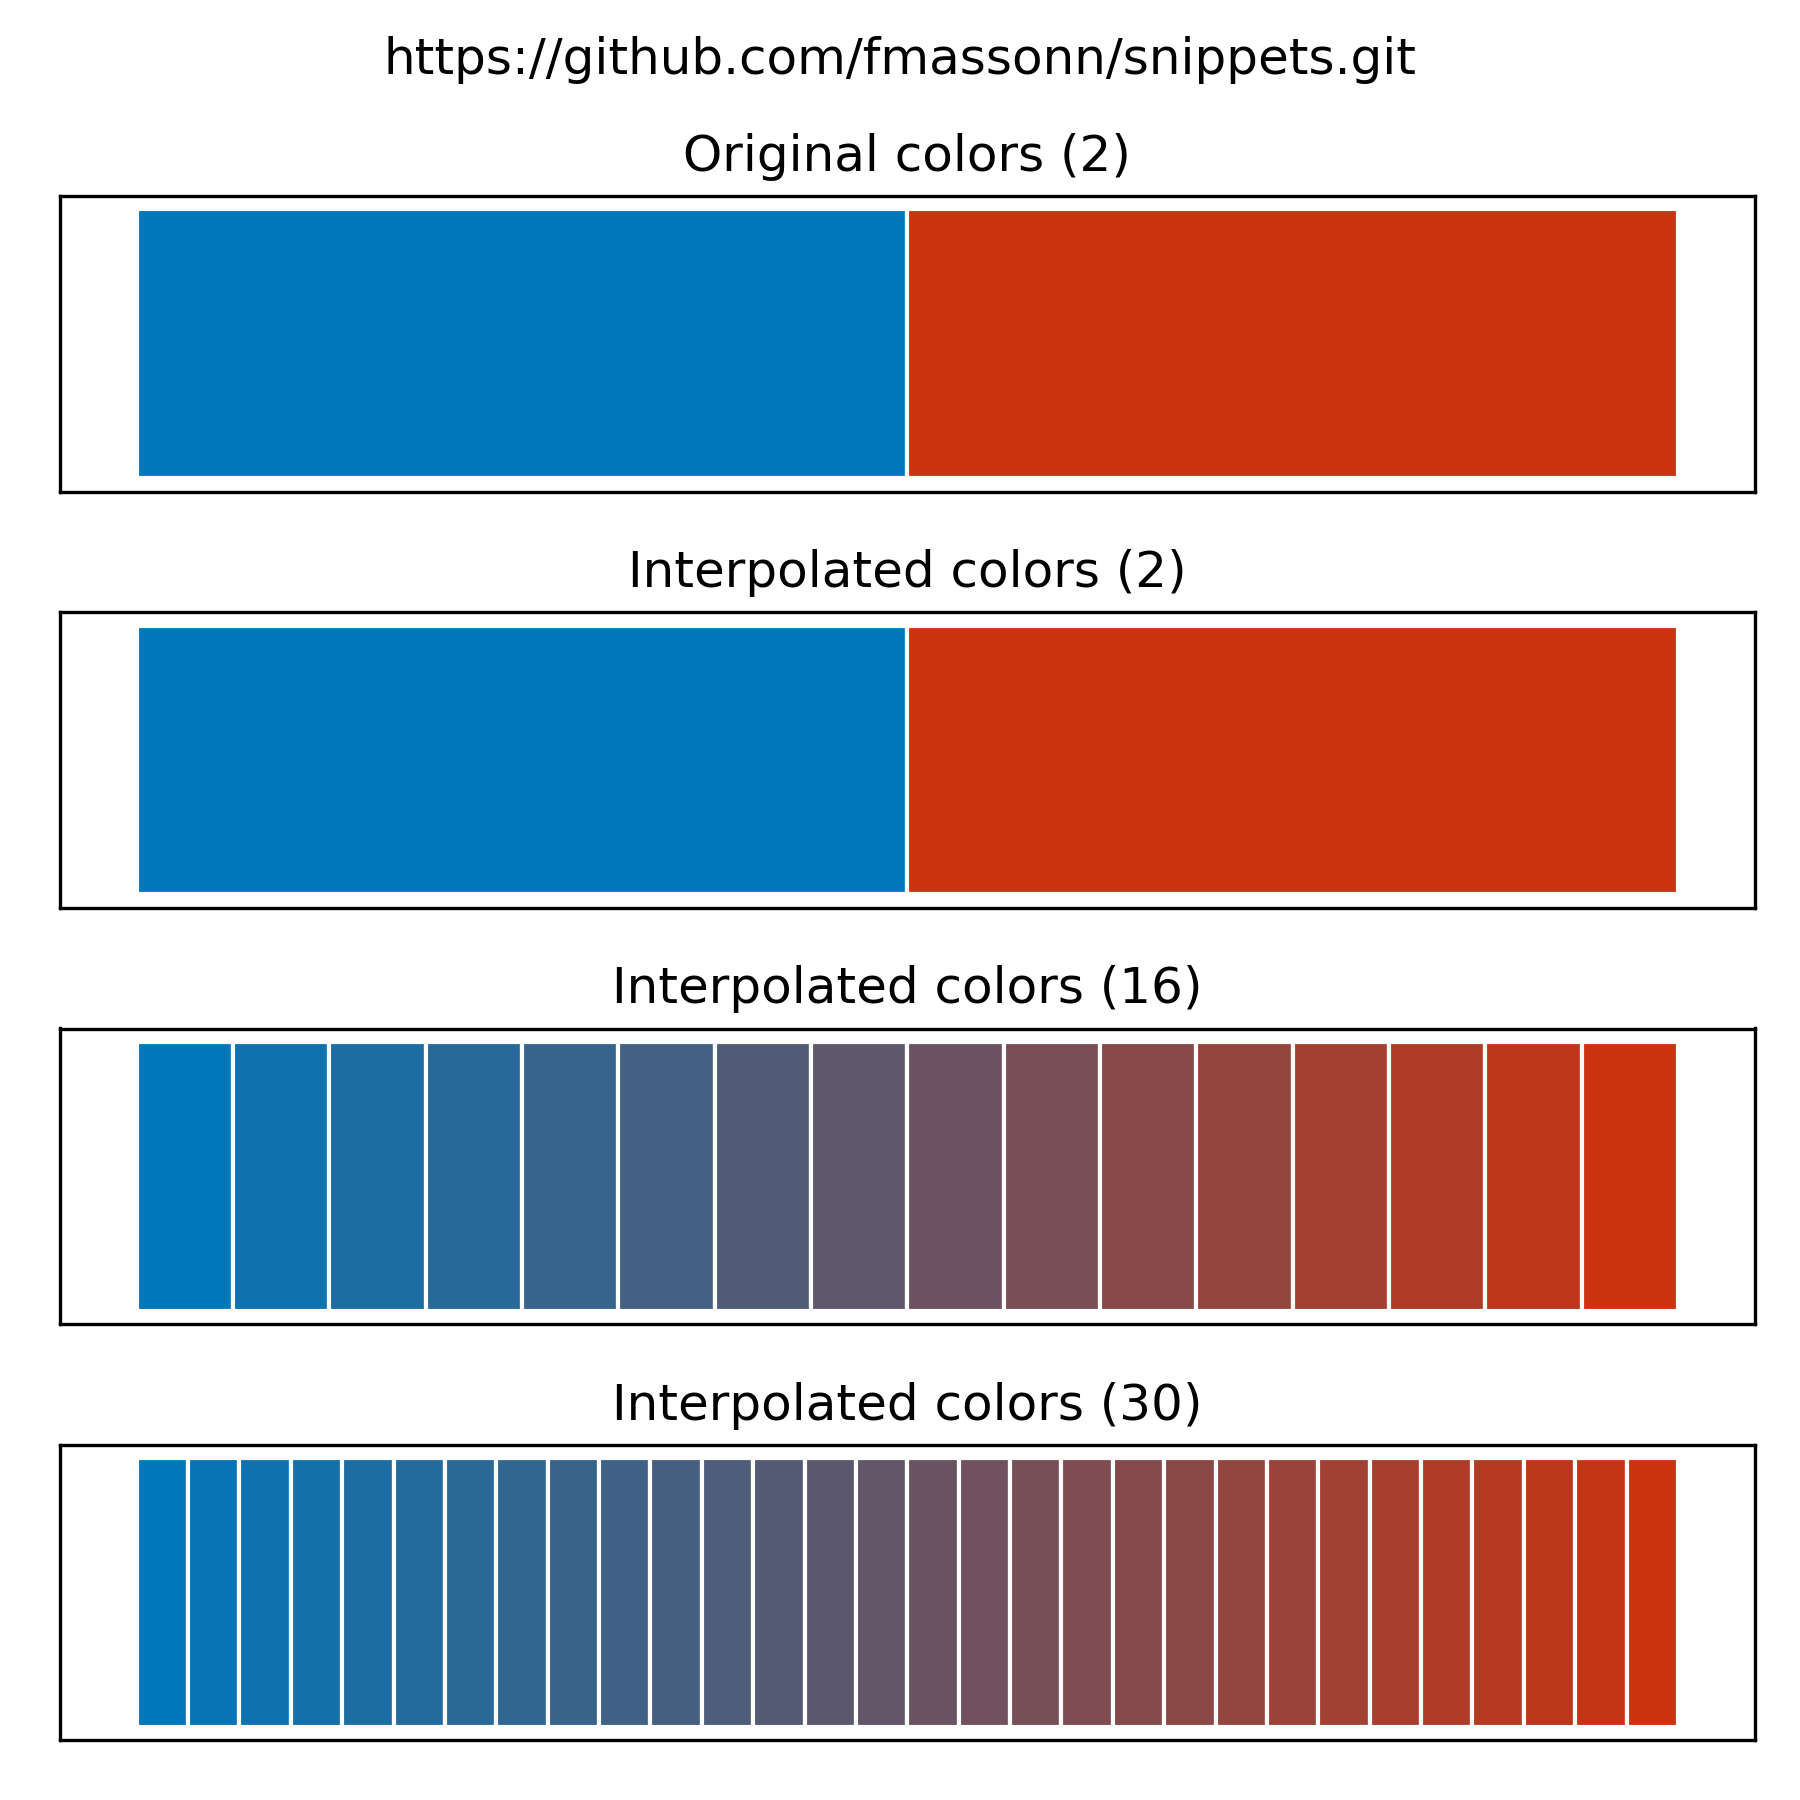 https://github.com/fmassonn/snippets.git
Original colors (2)
Interpolated colors (2)
Interpolated colors (16)
Interpolated colors (30)